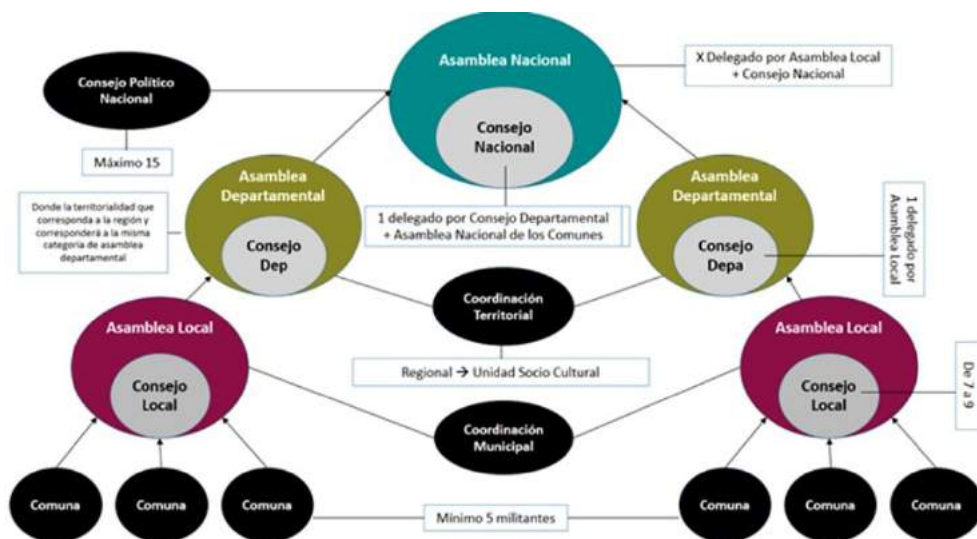 Asamblea Nacional
X Delegado por Asamblea Local
+ Consejo Nacional
Consejo Político
Nacional
Consejo
Nacional
Máximo 15
Asamblea
Departamental
Asamblea
Departamental
Donde la territorialidad que
corresponda a la región y
corresponderá a la misma
categoría de asamblea
departamental
1 delegado por Consejo Departamental
+ Asamblea Nacional de los Comunes
1 delegado por
Asamblea Local
Consejo
Dep
Consejo
Depa
Coordinación
Territorial
Asamblea Local
Asamblea Local
Regional → Unidad Socio Cultural
Consejo
Local
Consejo
Local
De 7 a 9
Coordinación
Municipal
Comuna
Comuna
Comuna
Mínimo 5 militantes
Comuna
Comuna
Comuna